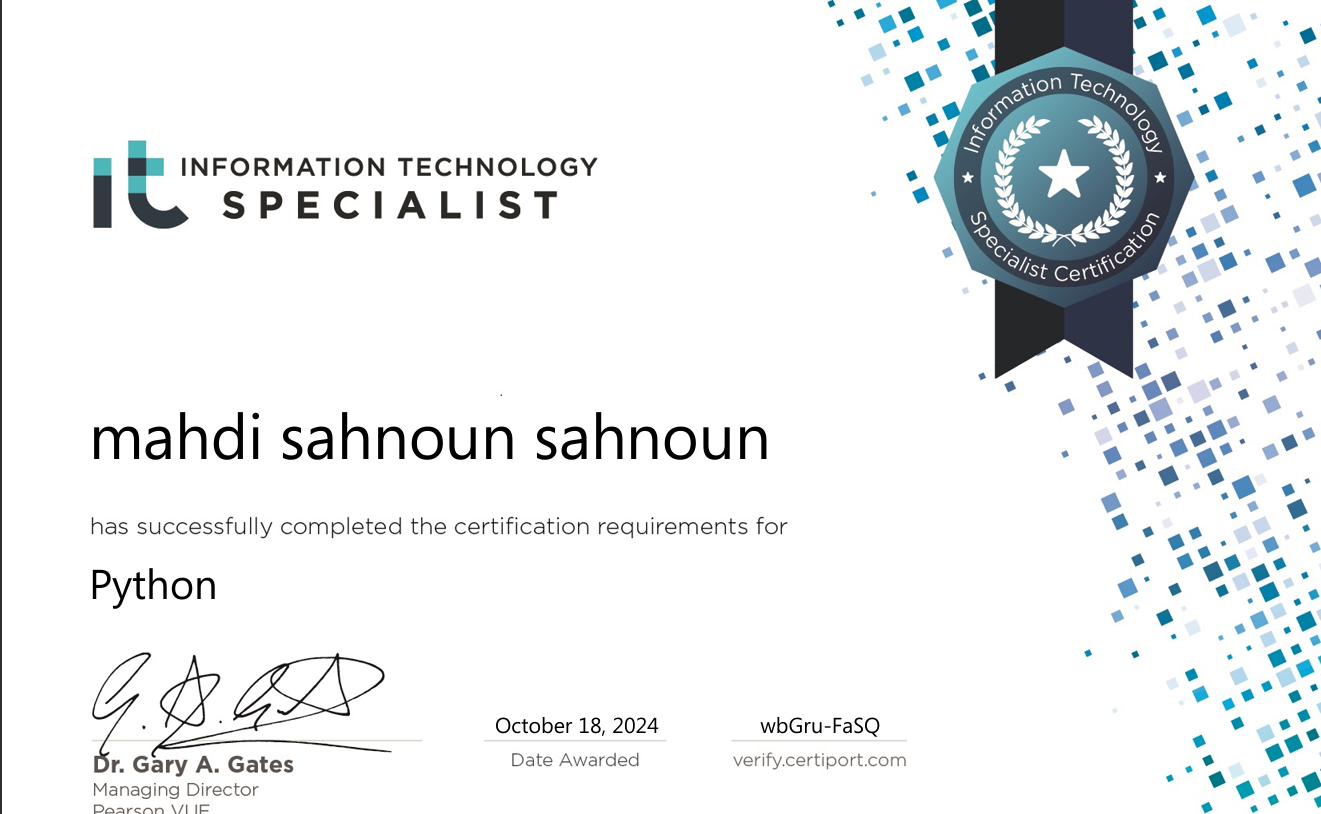 INFORMATION TECHNOLOGY
SPECIALIST
it
Information Technology
Specialist Certification
mahdi sahnoun sahnoun
has successfully completed the certification requirements for
Python
October 18, 2024
wbGru-FaSQ
Date Awarded
verify.certiport.com
Dr. Gary A. Gates
Managing Director
Pearson VUE